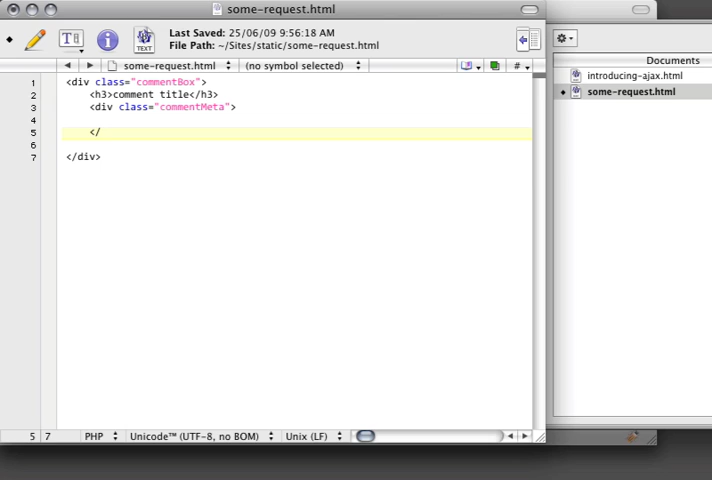 some-request.html
T
TEXT
Last Saved: 25/06/09 9:56:18 AM
File Path: ~/Sites/static/some-request.html
some-request.html (no symbol selected) #
1 <div class="commentBox">
2 <h3>comment title</h3>
3 <div class="commentMeta">
4
5 </
6
7 </div>
5 7 PHP Unicode™ (UTF-8, no BOM) Unix (LF)
Documents
introducing-ajax.html
some-request.html